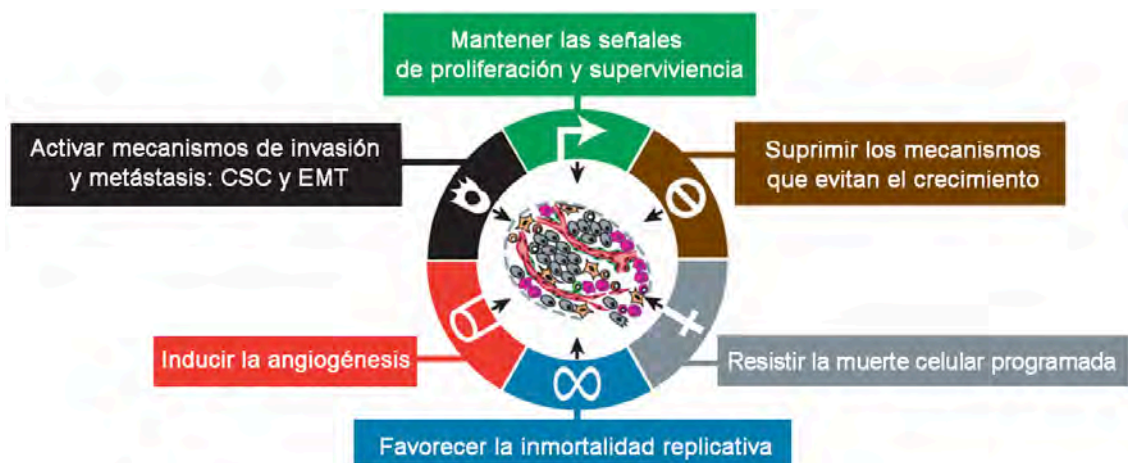 Mantener las señales
de proliferación y superviviencia
Activar mecanismos de invasión
y metástasis: CSC y EMT
Suprimir los mecanismos
que evitan el crecimiento
Inducir la angiogénesis
Resistir la muerte celular programada
Favorecer la inmortalidad replicativa